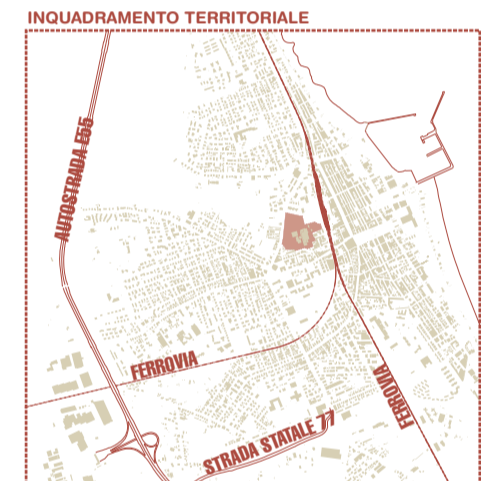 INQUADRAMENTO TERRITORIALE
AUTOSTRADA E55
FERROVIA
FERROVIA
STRADA STATALE 77